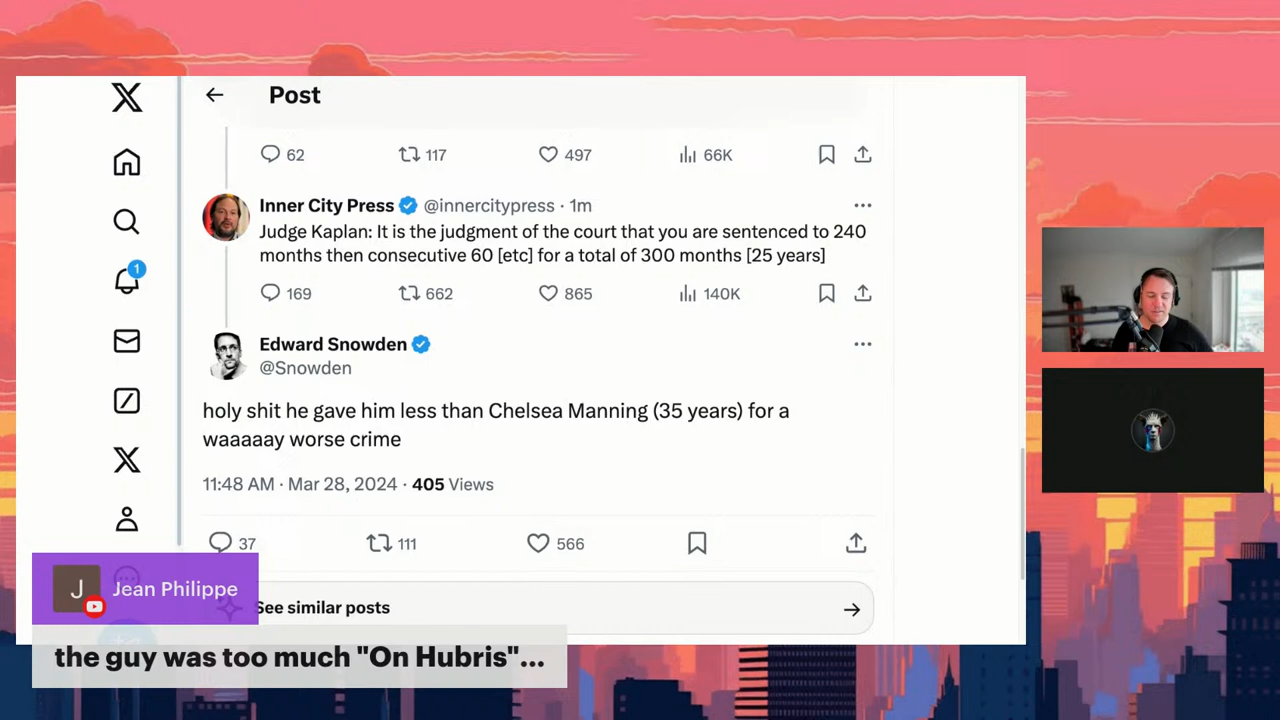 Post
62 117 497 66K
Inner City Press @innercitypress · 1m
Judge Kaplan: It is the judgment of the court that you are sentenced to 240
months then consecutive 60 [etc] for a total of 300 months [25 years]
169 662 865 140K
1
Edward Snowden
@Snowden
holy shit he gave him less than Chelsea Manning (35 years) for a
waaaaay worse crime
11:48 AM · Mar 28, 2024 · 405 Views
37 111 566
J Jean Philippe
See similar posts
the guy was too much "On Hubris"...